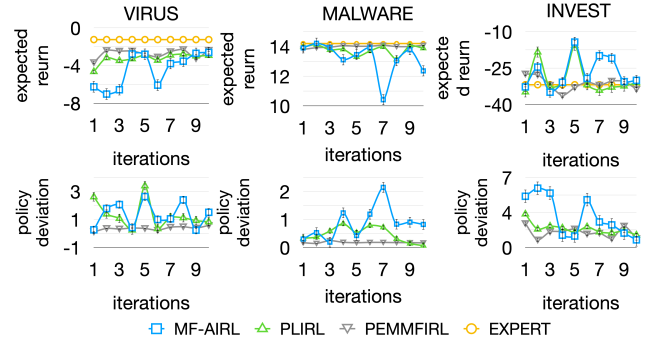 VIRUS MALWARE INVEST
expected reurn
0
-4
-8
1 3 5 7 9
iterations
expected reurn
14
12
10
1 3 5 7 9
iterations
expecte d reurn
-10
-25
-40
1 3 5 7 9
iterations
policy deviation
3
1
-1
1 3 5 7 9
iterations
policy deviation
2
1
0
1 3 5 7 9
iterations
policy deviation
7
4
0
1 3 5 7 9
iterations
MF-AIRL PLIRL PEMMFIRL EXPERT